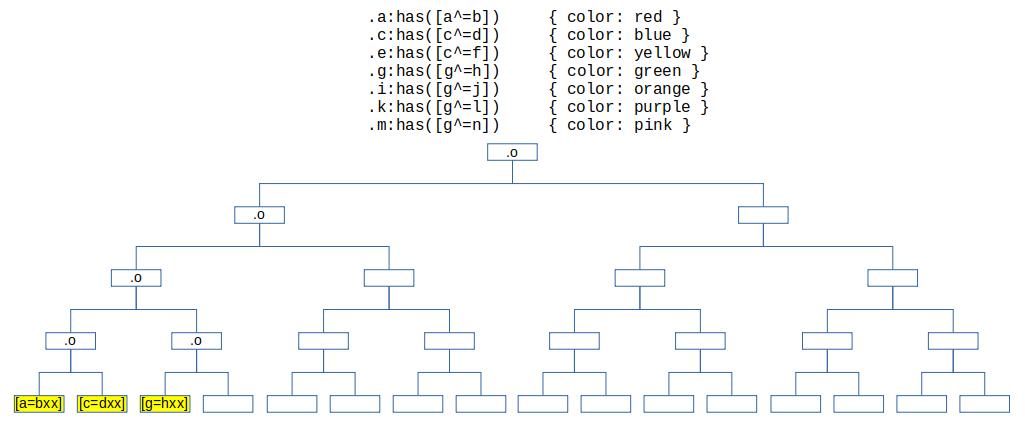 .a:has([a^=b]) { color: red }
.c:has([c^=d]) { color: blue }
.e:has([c^=f]) { color: yellow }
.g:has([g^=h]) { color: green }
.i:has([g^=j]) { color: orange }
.k:has([g^=l]) { color: purple }
.m:has([g^=n]) { color: pink }
.o
.o
.o
.o .o
[a=bxx] [c=dxx] [g=hxx]